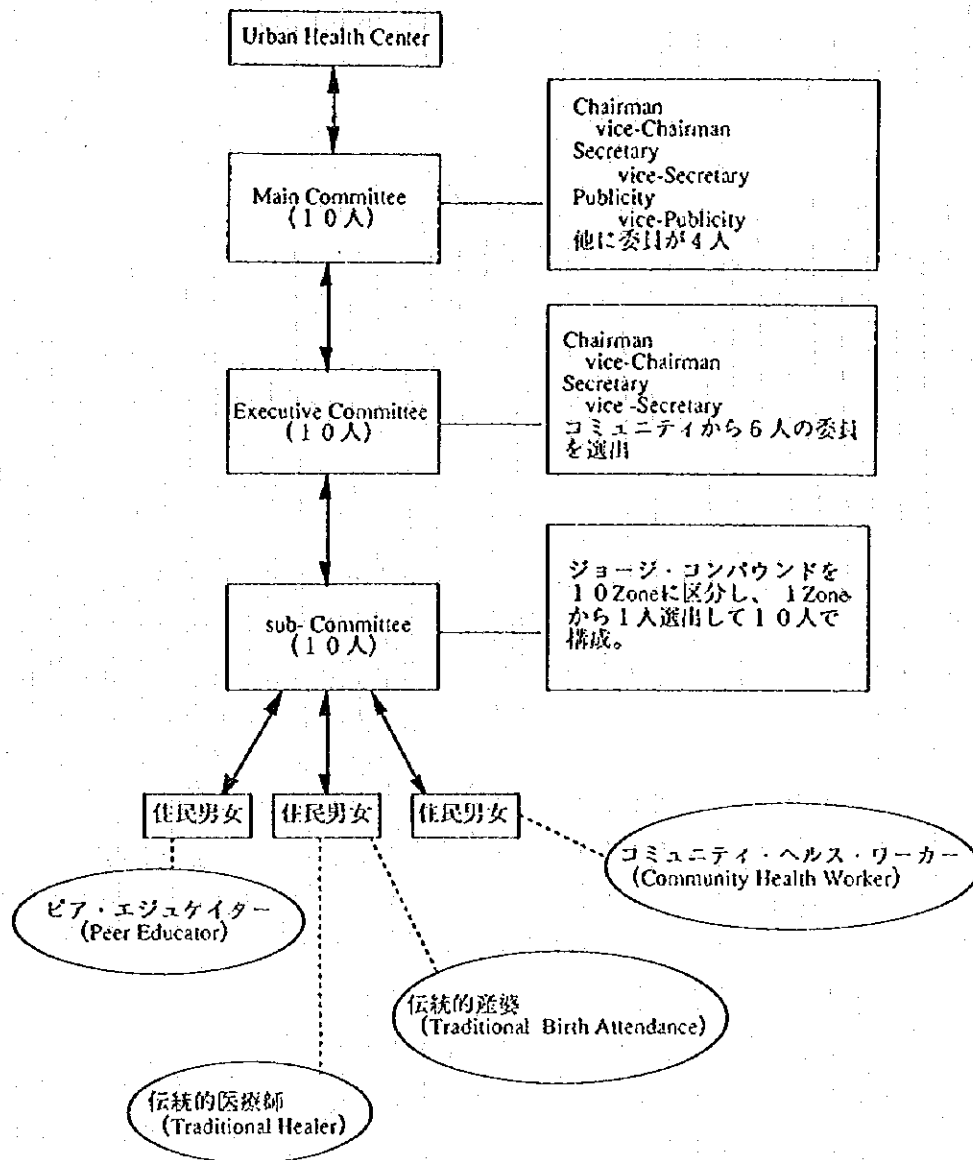 Urban Health Center
Main Committee
(10人)
Chairman
vice-Chairman
Secretary
vice-Secretary
Publicity
vice-Publicity
他に委員が4人
Executive Committee
(10人)
Chairman
vice-Chairman
Secretary
vice -Secretary
コミュニティから6人の委員
を選出
sub- Committee
(10人)
ジョージ・コンパウンドを
10Zoneに区分し、1Zone
から1人選出して10人で
構成。
住民男女
住民男女
住民男女
コミュニティ・ヘルス・ワーカー
(Community Health Worker)
ピア・エジュケイター
(Peer Educator)
伝統的産婆
(Traditional Birth Attendance)
伝統的医療師
(Traditional Healer)